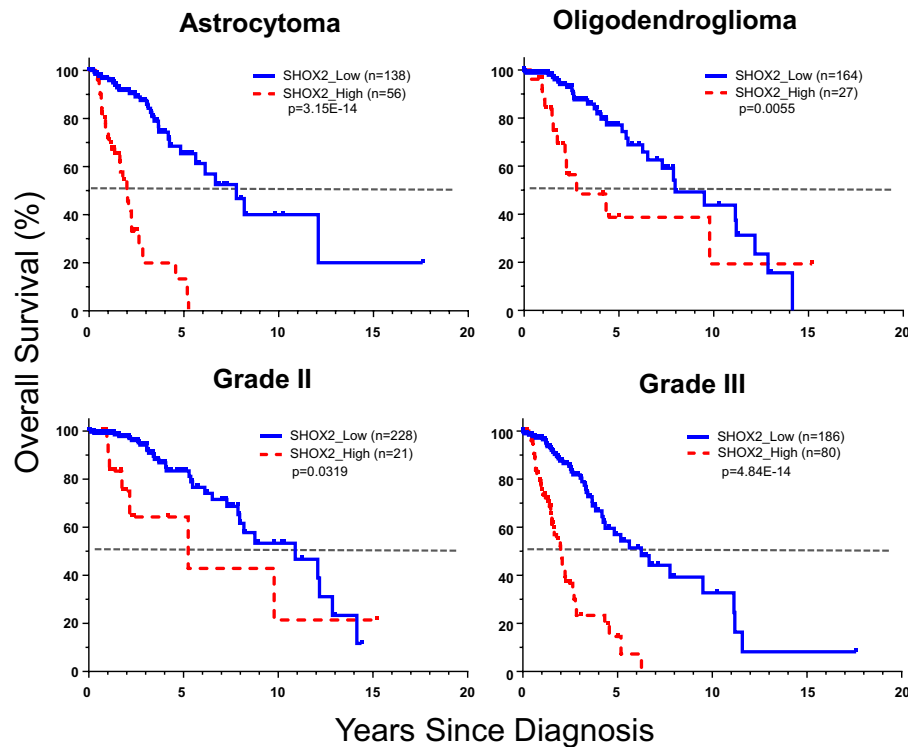 Astrocytoma
Oligodendroglioma
SHOX2_Low (n=138)
SHOX2_High (n=56)
p=3.15E-14
SHOX2_Low (n=164)
SHOX2_High (n=27)
p=0.0055
100
80
60
40
20
0
0 5 10 15 20
100
80
60
40
20
0
0 5 10 15 20
Overall Survival (%)
Grade II
Grade III
SHOX2_Low (n=228)
SHOX2_High (n=21)
p=0.0319
SHOX2_Low (n=186)
SHOX2_High (n=80)
p=4.84E-14
100
80
60
40
20
0
0 5 10 15 20
100
80
60
40
20
0
0 5 10 15 20
Years Since Diagnosis